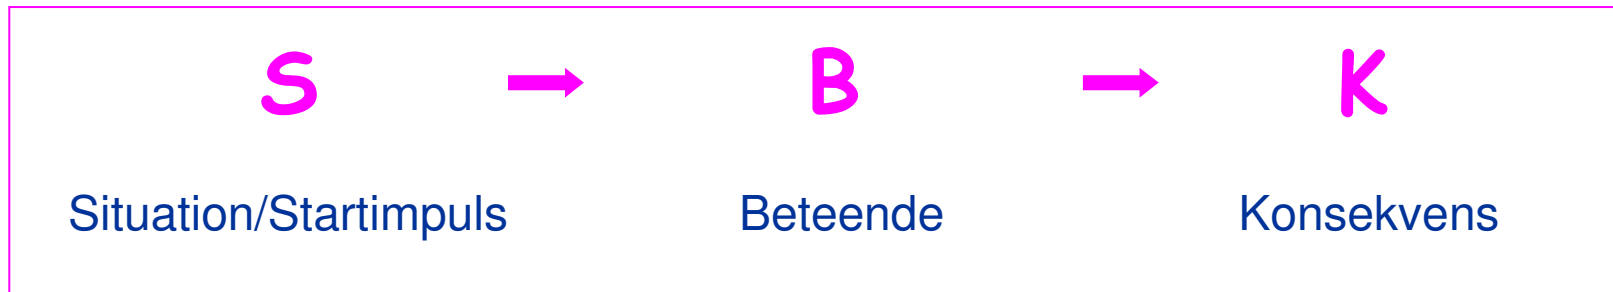 S → B → K
Situation/Startimpuls Beteende Konsekvens